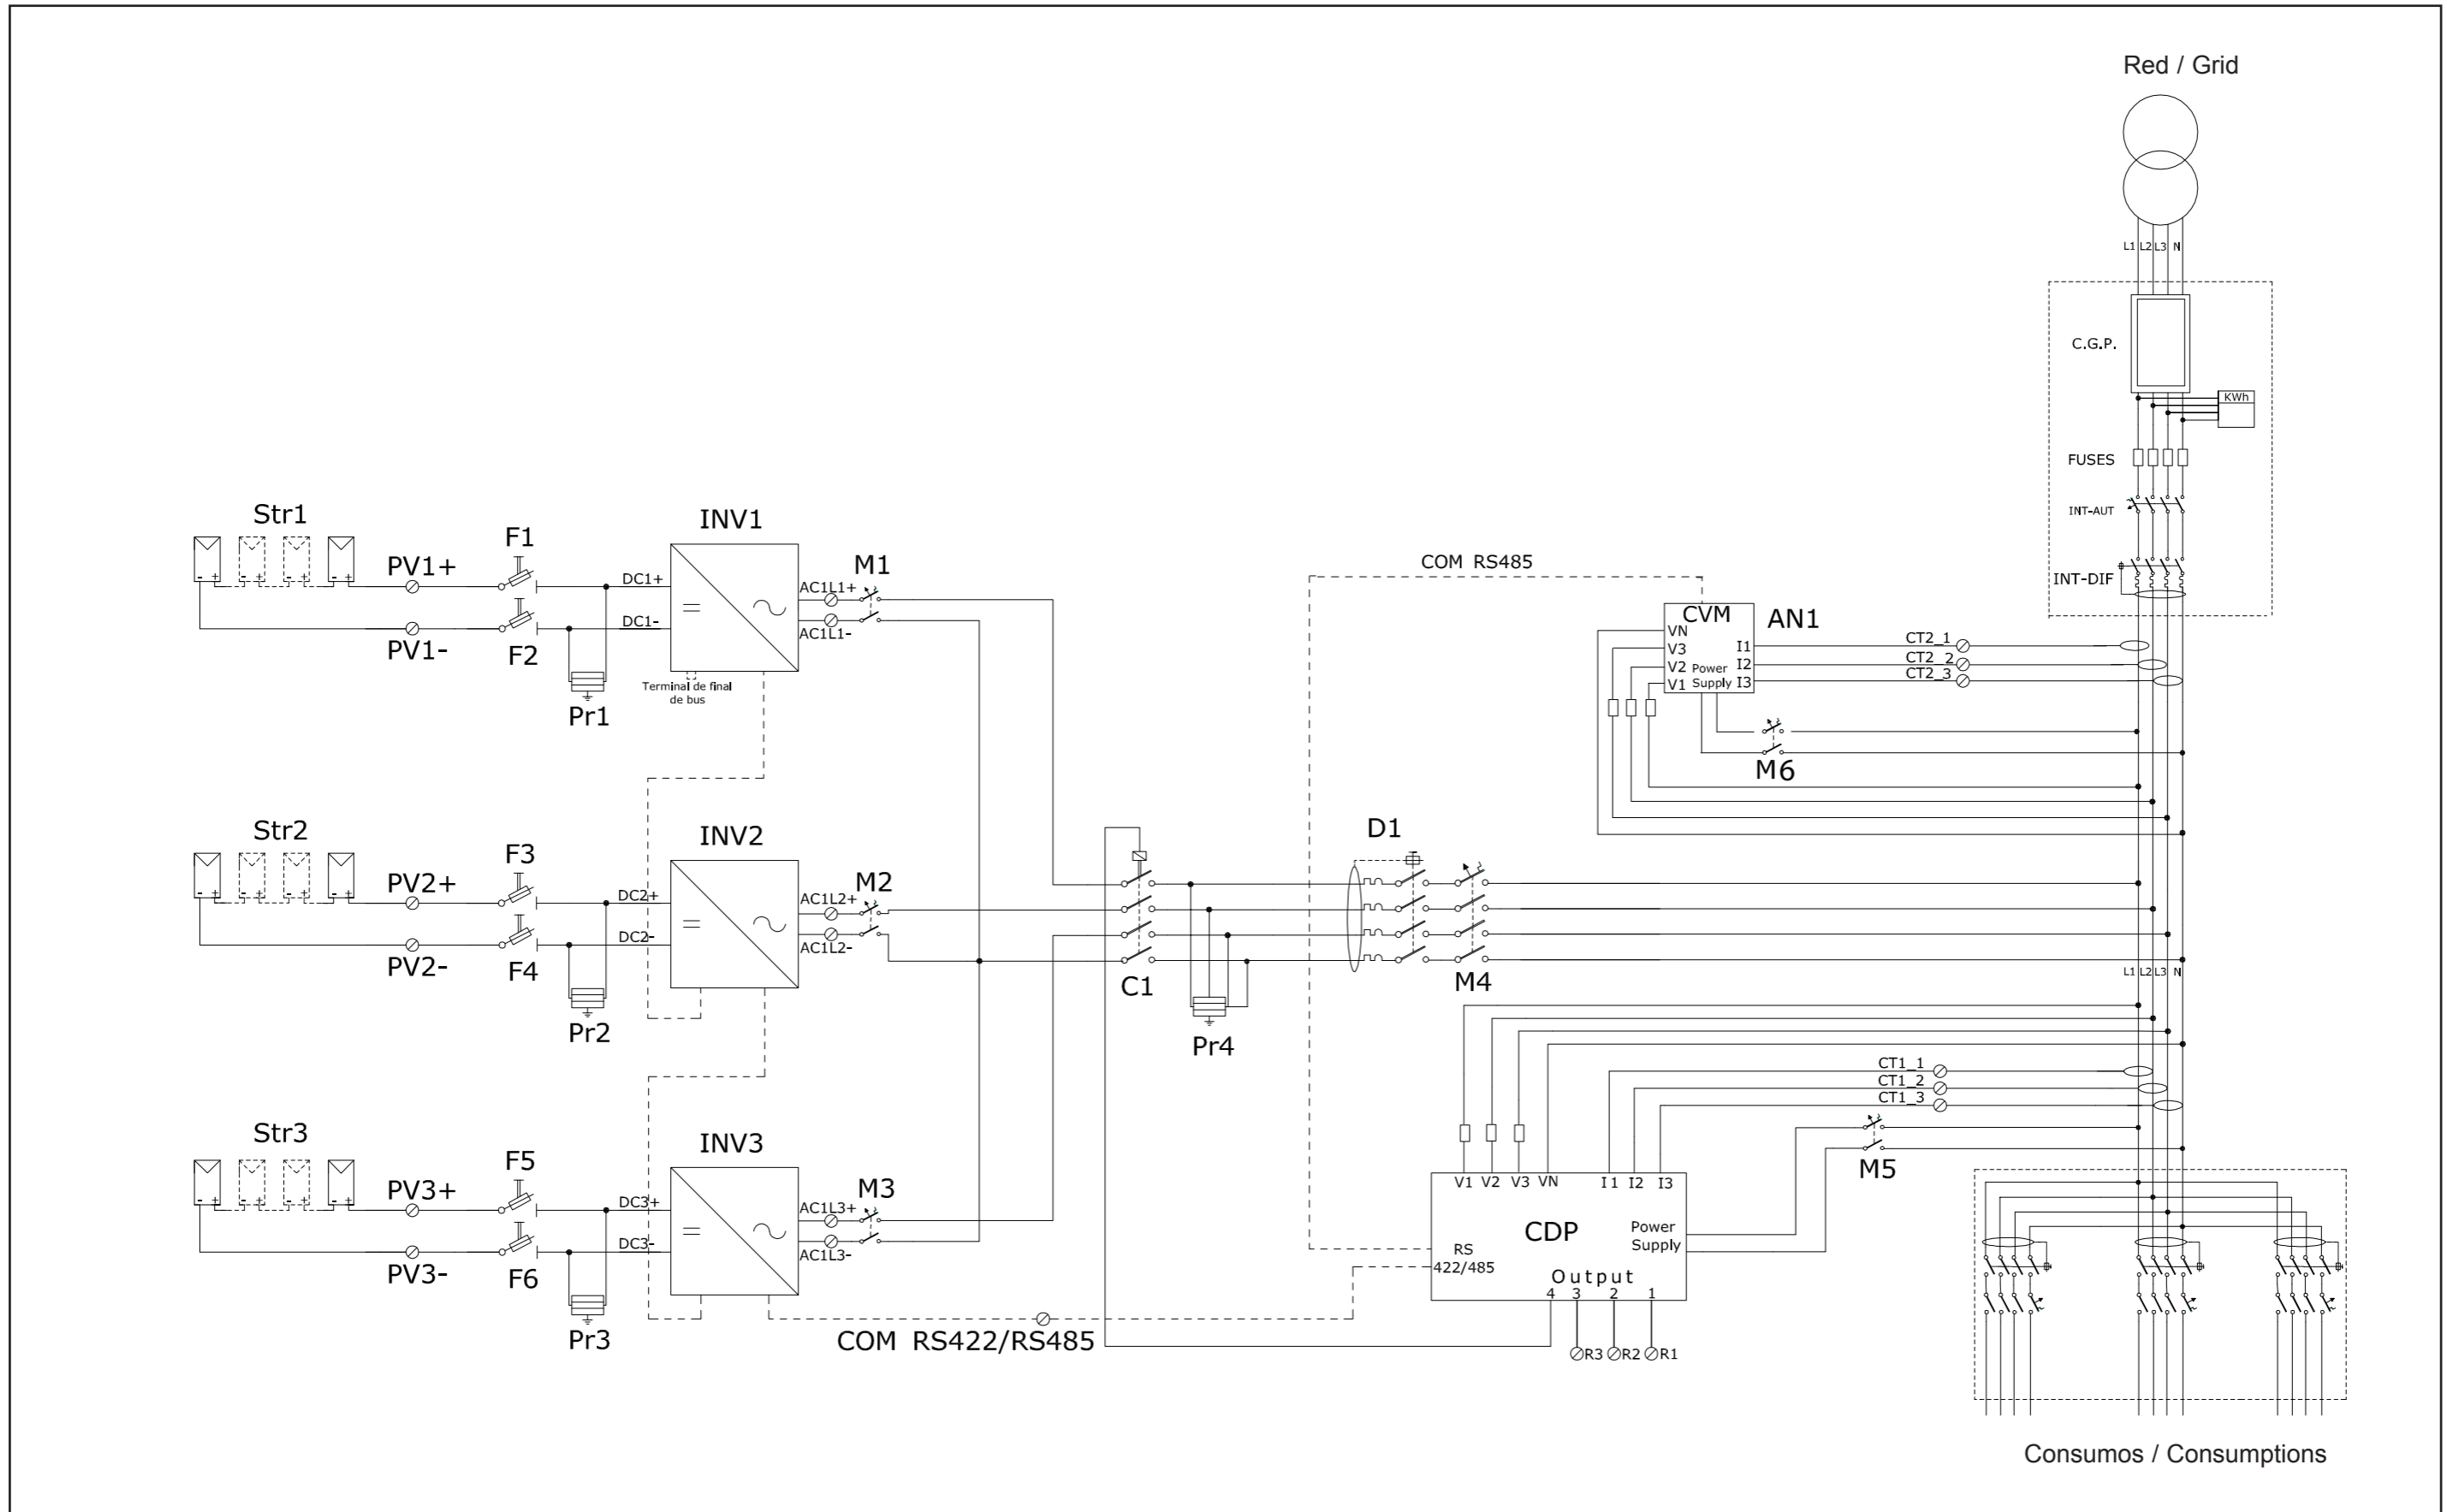 Red / Grid
L1 L2 L3 N
C.G.P.
KWh
FUSES
INT-AUT
INT-DIF
Str1
F1
INV1
PV1+
DC1+
M1
AC1L1+
DC1-
AC1L1-
PV1-
F2
Terminal de final
de bus
Pr1
COM RS485
CVM
AN1
VN
V3
V2
V1
Power
Supply
I1
I2
I3
CT2_1
CT2_2
CT2_3
M6
Str2
F3
INV2
PV2+
DC2+
M2
AC1L2+
DC2-
AC1L2-
PV2-
F4
Pr2
D1
C1
M4
Pr4
L1 L2 L3 N
CT1_1
CT1_2
CT1_3
M5
Str3
F5
INV3
PV3+
DC3+
M3
AC1L3+
DC3-
AC1L3-
PV3-
F6
Pr3
V1 V2 V3 VN I1 I2 I3
CDP
Power
Supply
RS
422/485
Output
4 3 2 1
R3 R2 R1
COM RS422/RS485
Consumos / Consumptions